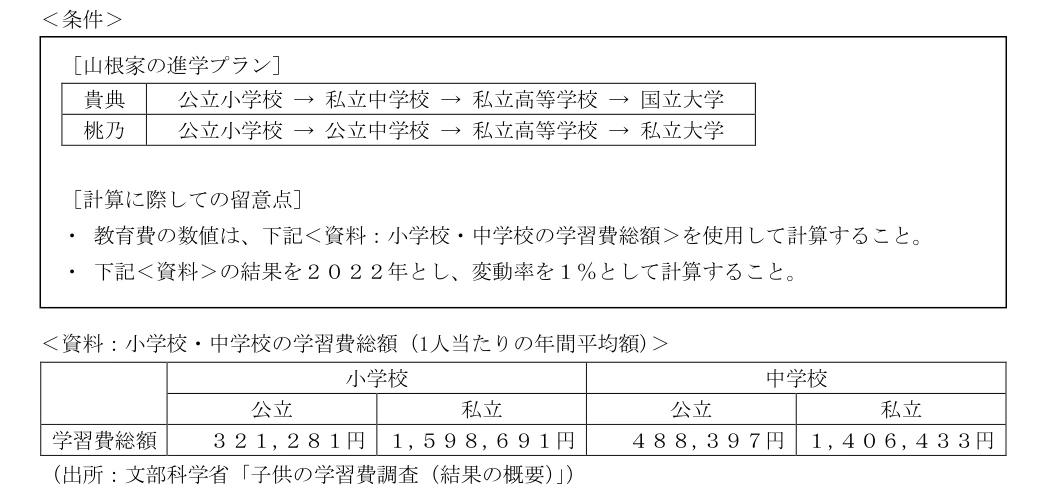 ＜条件＞
［山根家の進学プラン］
貴典 公立小学校 → 私立中学校 → 私立高等学校 → 国立大学
桃乃 公立小学校 → 公立中学校 → 私立高等学校 → 私立大学
［計算に際しての留意点］
・ 教育費の数値は、下記＜資料：小学校・中学校の学習費総額＞を使用して計算すること。
・ 下記＜資料＞の結果を２０２２年とし、変動率を１％として計算すること。
＜資料：小学校・中学校の学習費総額（1人当たりの年間平均額）＞
小学校 中学校
公立 私立 公立 私立
学習費総額 ３２１,２８１円 １,５９８,６９１円 ４８８,３９７円 １,４０６,４３３円
（出所：文部科学省「子供の学習費調査（結果の概要）」）